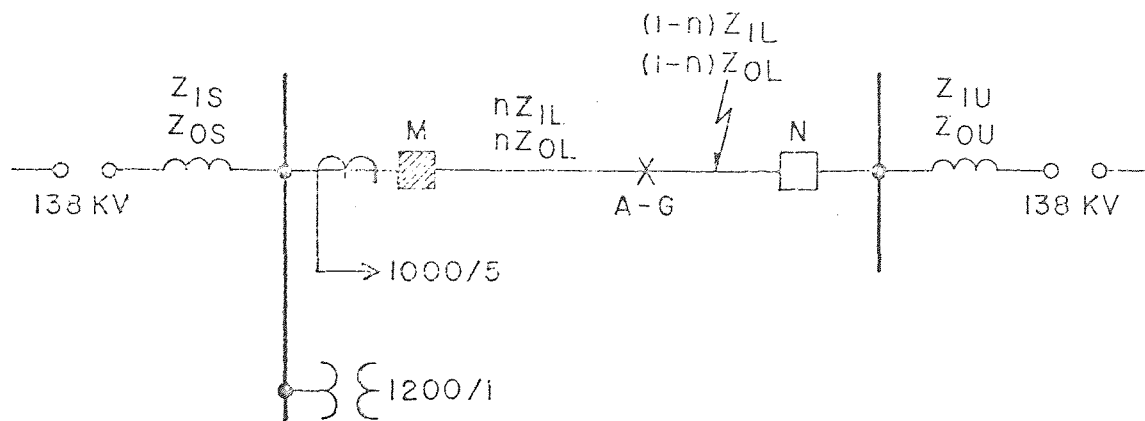 (1-n) Z1L
(1-n) Z0L
Z1S
Z0S
M
nZ1L
nZ0L
N
Z1U
Z0U
138 KV
A-G
138 KV
1000/5
1200/1